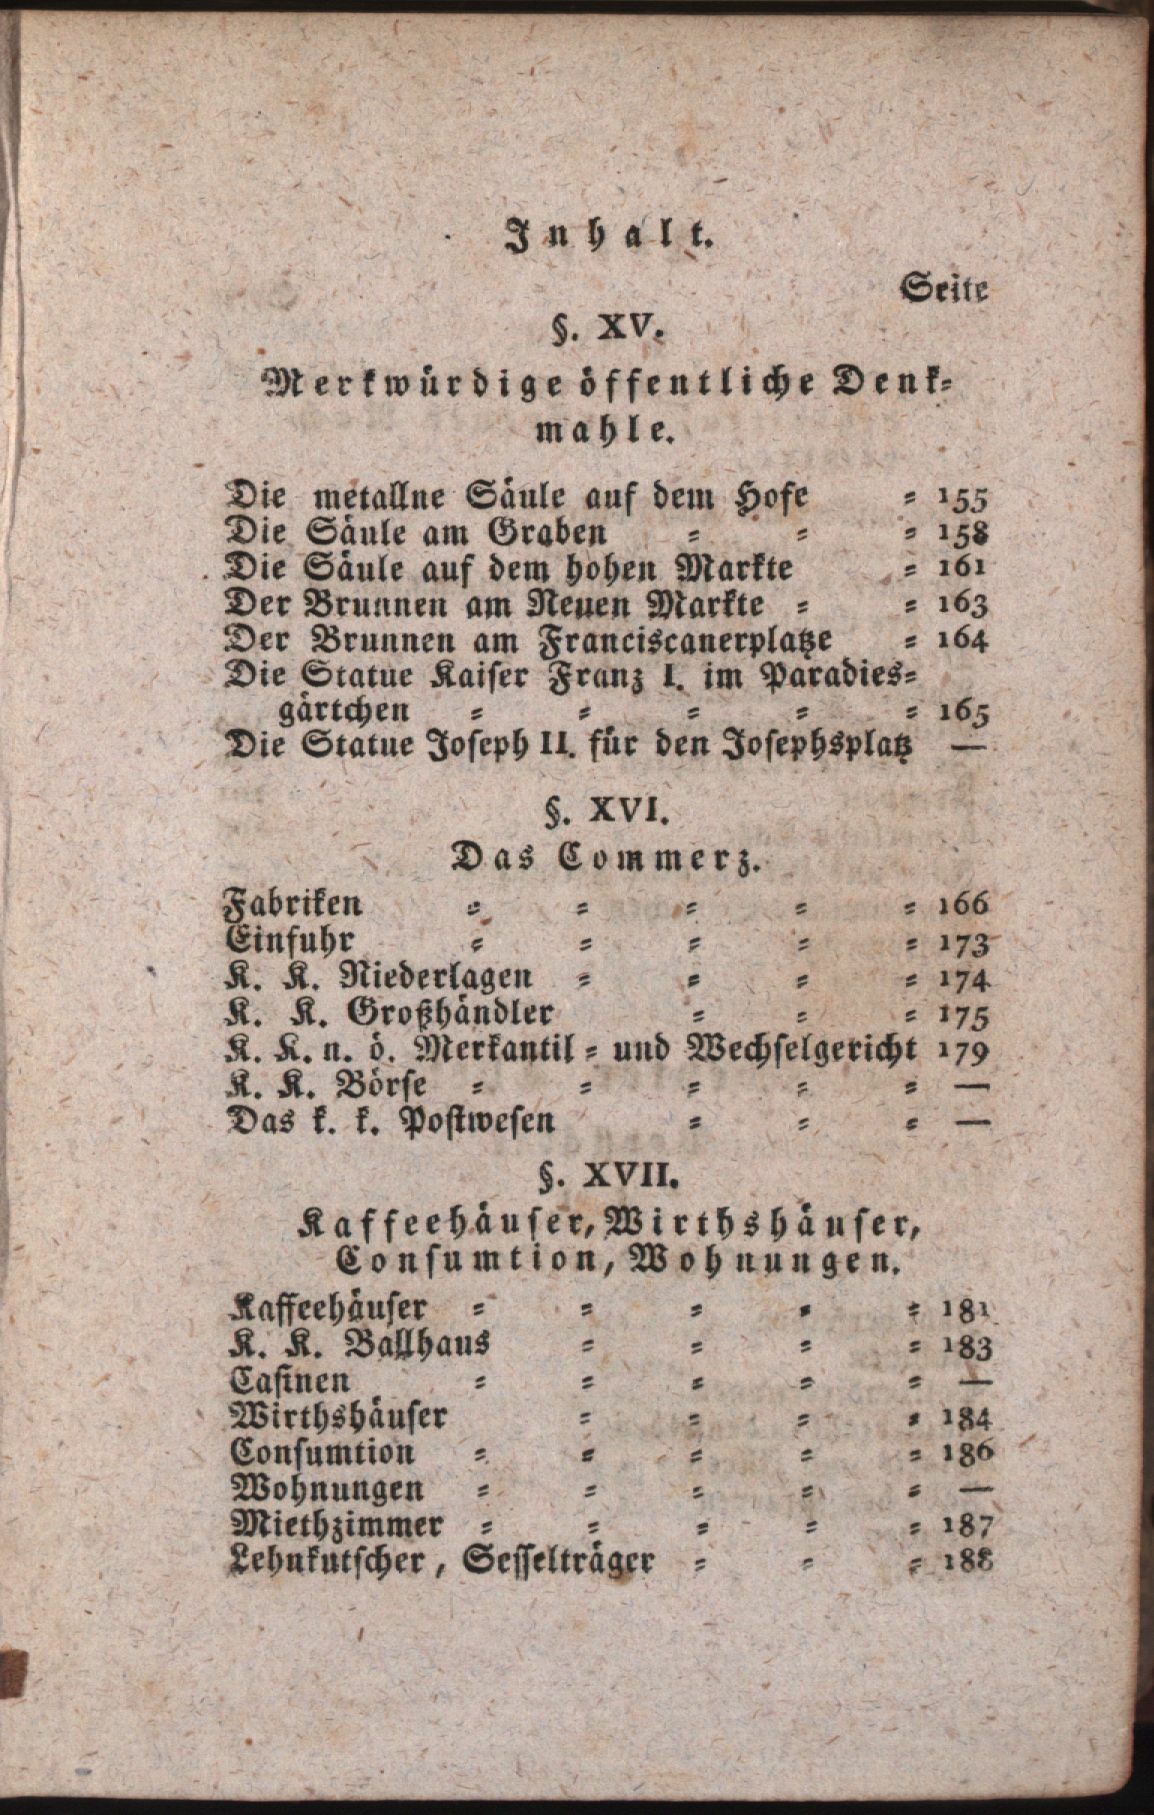 Inhalt.
Seite
§. XV.
Merkwürdige öffentliche Denk=
mahle.
Die metallne Säule auf dem Hofe = 155
Die Säule am Graben = = = 158
Die Säule auf dem hohen Markte = 161
Der Brunnen am Neuen Markte = = 163
Der Brunnen am Franciscanerplatze = 164
Die Statue Kaiser Franz I. im Paradies=
gärtchen = = = = = 165
Die Statue Joseph II. für den Josephsplatz —
§. XVI.
Das Commerz.
Fabriken = = = = = 166
Einfuhr = = = = = 173
K. K. Niederlagen = = = = 174
K. K. Großhändler = = = 175
K. K. n. ö. Merkantil = und Wechselgericht 179
K. K. Börse = = = = = —
Das k. k. Postwesen = = = —
§. XVII.
Kaffeehäuser, Wirthshäuser,
Consumtion, Wohnungen.
Kaffeehäuser = = = = = 181
K. K. Ballhaus = = = = 183
Casinen = = = = = —
Wirthshäuser = = = = 184
Consumtion = = = = = 186
Wohnungen = = = = = —
Miethzimmer = = = = = 187
Lehnkutscher, Sesselträger = = = 188